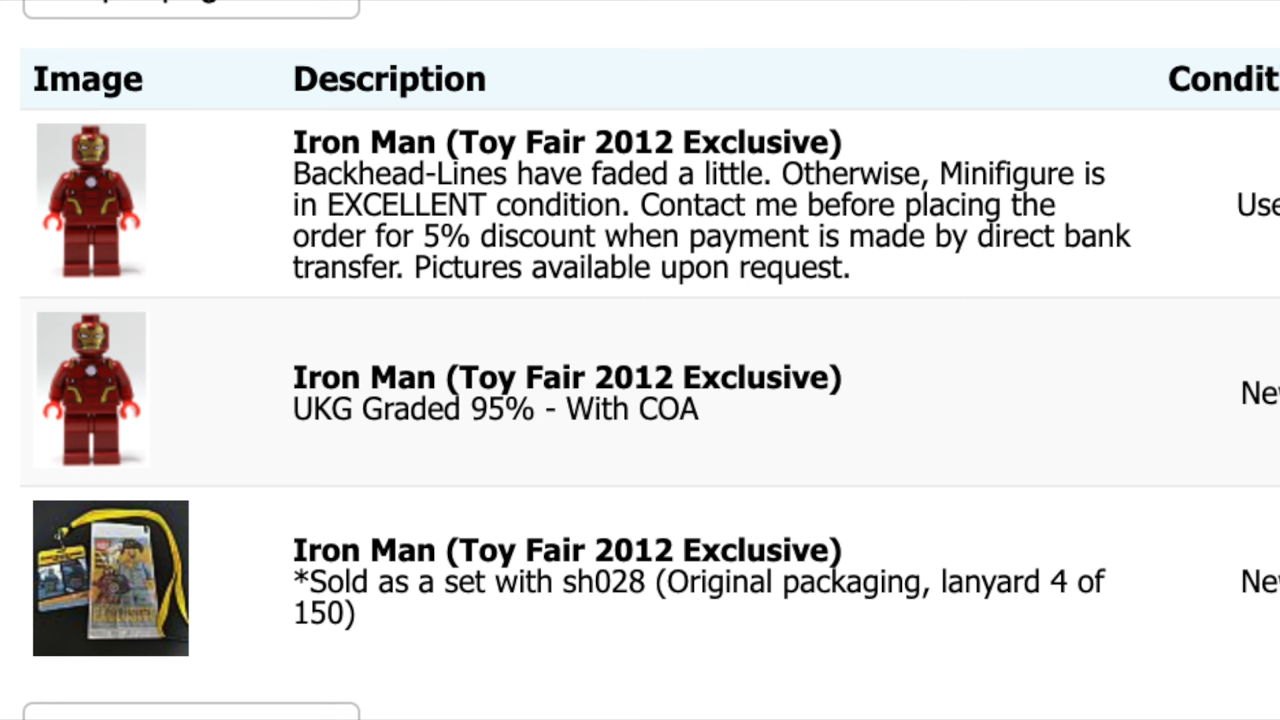 Image Description Condit
Iron Man (Toy Fair 2012 Exclusive)
Backhead-Lines have faded a little. Otherwise, Minifigure is
in EXCELLENT condition. Contact me before placing the
order for 5% discount when payment is made by direct bank
transfer. Pictures available upon request.
Use
Iron Man (Toy Fair 2012 Exclusive)
UKG Graded 95% - With COA
Ne
Iron Man (Toy Fair 2012 Exclusive)
*Sold as a set with sh028 (Original packaging, lanyard 4 of
150)
Ne